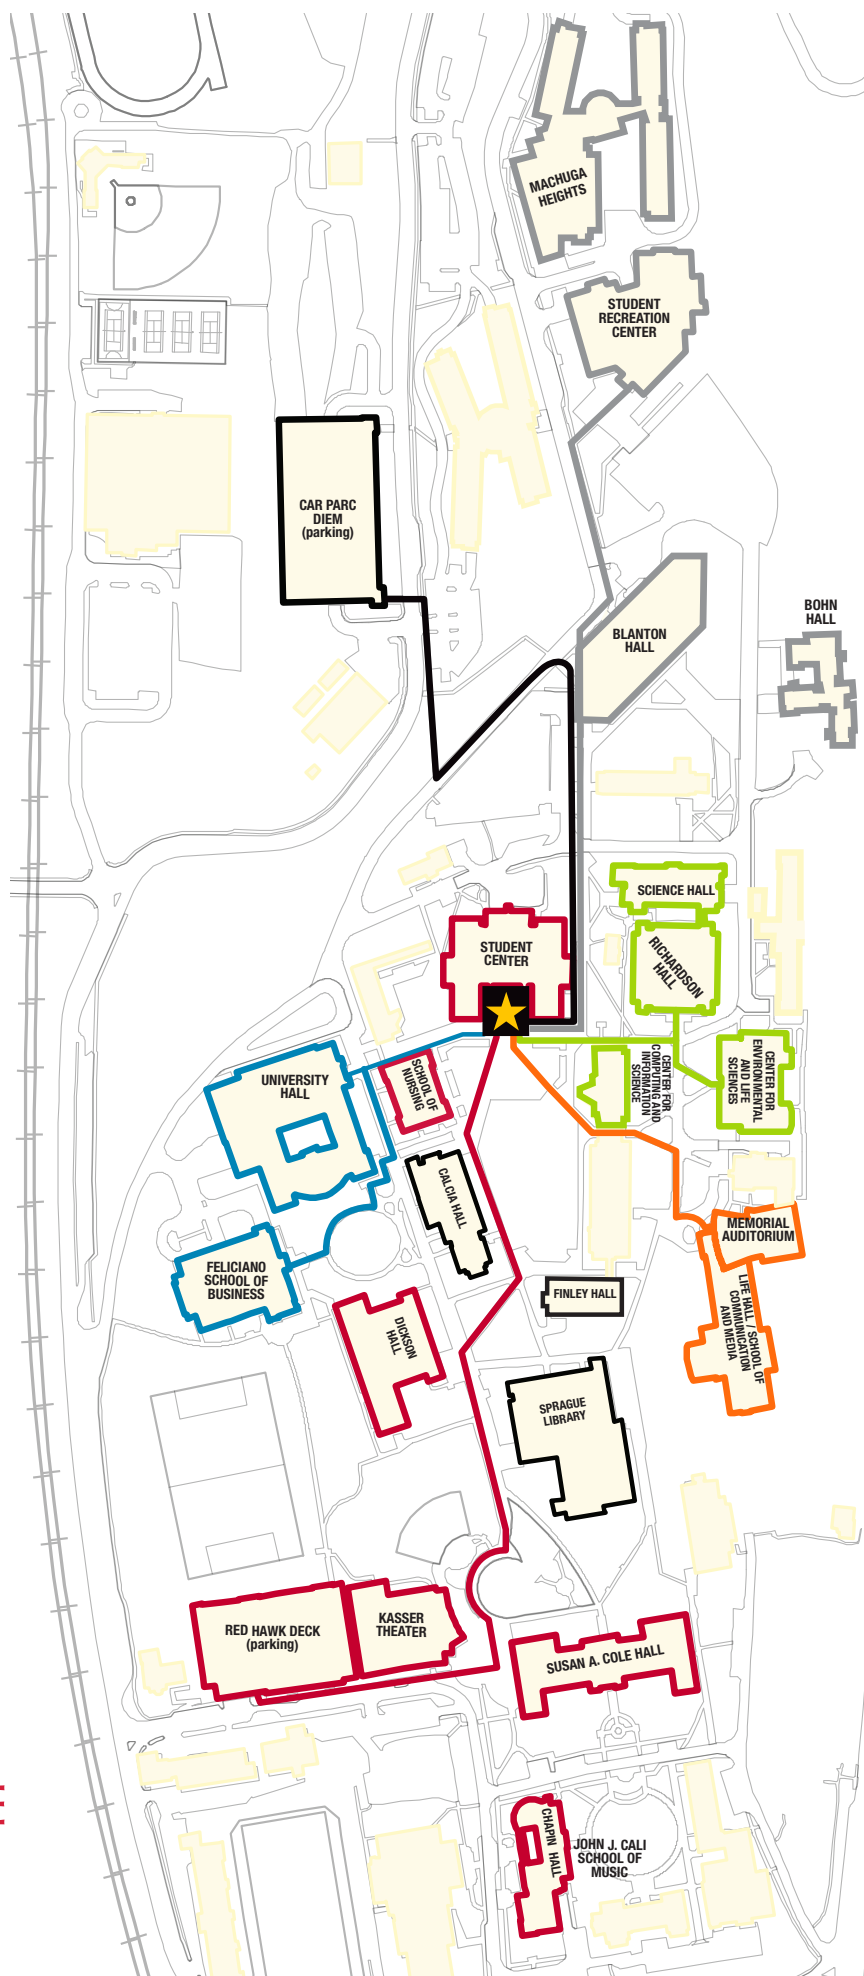 MACHUGA
HEIGHTS
STUDENT
RECREATION
CENTER
CAR PARC
DIEM
(parking)
BOHN
HALL
BLANTON
HALL
SCIENCE HALL
STUDENT
CENTER
RICHARDSON
HALL
CENTER FOR
COMPUTING AND
INFORMATION
SCIENCE
CENTER FOR
ENVIRONMENTAL
AND LIFE
SCIENCES
UNIVERSITY
HALL
SCHOOL OF
NURSING
CALCIA HALL
MEMORIAL
AUDITORIUM
FELICIANO
SCHOOL OF
BUSINESS
FINLEY HALL
LIFE HALL / SCHOOL OF
COMMUNICATION
AND MEDIA
DICKSON
HALL
SPRAGUE
LIBRARY
RED HAWK DECK
(parking)
KASSER
THEATER
SUSAN A. COLE HALL
CHAPIN HALL
JOHN J. CALI
SCHOOL OF
MUSIC